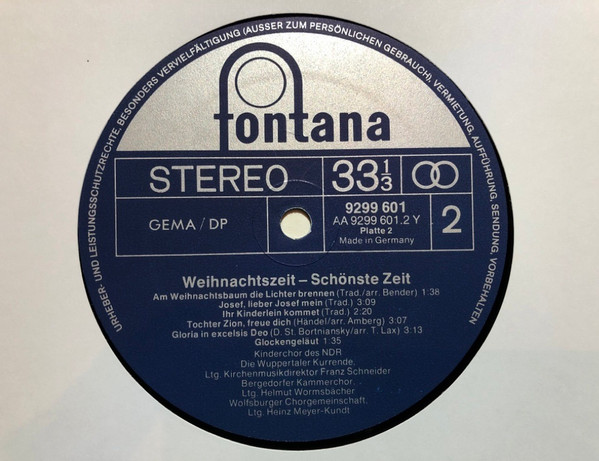 URHEBER- UND LEISTUNGSSCHUTZRECHTE, BESONDERS VERVIELFÄLTIGUNG (AUSSER ZUM PERSÖNLICHEN GEBRAUCH), VERMIETUNG, AUFFÜHRUNG, SENDUNG, VORBEHALTEN
fontana
STEREO 33 1/3
GEMA / DP
9299 601
AA 9299 601.2 Y
Platte 2
Made in Germany
2
Weihnachtszeit – Schönste Zeit
Am Weihnachtsbaum die Lichter brennen (Trad./arr. Bender) 1:38
Josef, lieber Josef mein (Trad.) 3:09
Ihr Kinderlein kommet (Trad.) 2:20
Tochter Zion, freue dich (Händel/arr. Amberg) 3:07
Gloria in excelsis Deo (D. St. Bortniansky/arr. T. Lax) 3:13
Glockengeläut 1:35
Kinderchor des NDR
Die Wuppertaler Kurrende.
Ltg. Kirchenmusikdirektor Franz Schneider
Bergedorfer Kammerchor.
Ltg. Helmut Wormsbächer
Wolfsburger Chorgemeinschaft.
Ltg. Heinz Meyer-Kundt